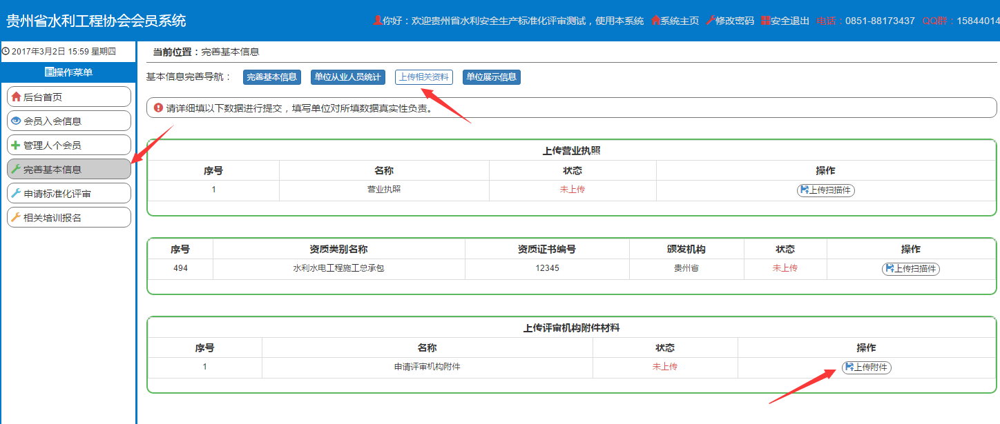 贵州省水利工程协会会员系统
你好：欢迎贵州省水利安全生产标准化评审测试，使用本系统 系统主页 修改密码 安全退出 电话：0851-88173437 QQ群：15844014
2017年3月2日 15:59 星期四
操作菜单
后台首页
会员入会信息
管理人个会员
完善基本信息
申请标准化评审
相关培训报名
当前位置：完善基本信息
基本信息完善导航： 完善基本信息 单位从业人员统计 上传相关资料 单位展示信息
请详细填以下数据进行提交，填写单位对所填数据真实性负责。
上传营业执照
序号 名称 状态 操作
1 营业执照 未上传 上传扫描件
序号 资质类别名称 资质证书编号 颁发机构 状态 操作
494 水利水电工程施工总承包 12345 贵州省 未上传 上传扫描件
上传评审机构附件材料
序号 名称 状态 操作
1 申请评审机构附件 未上传 上传附件